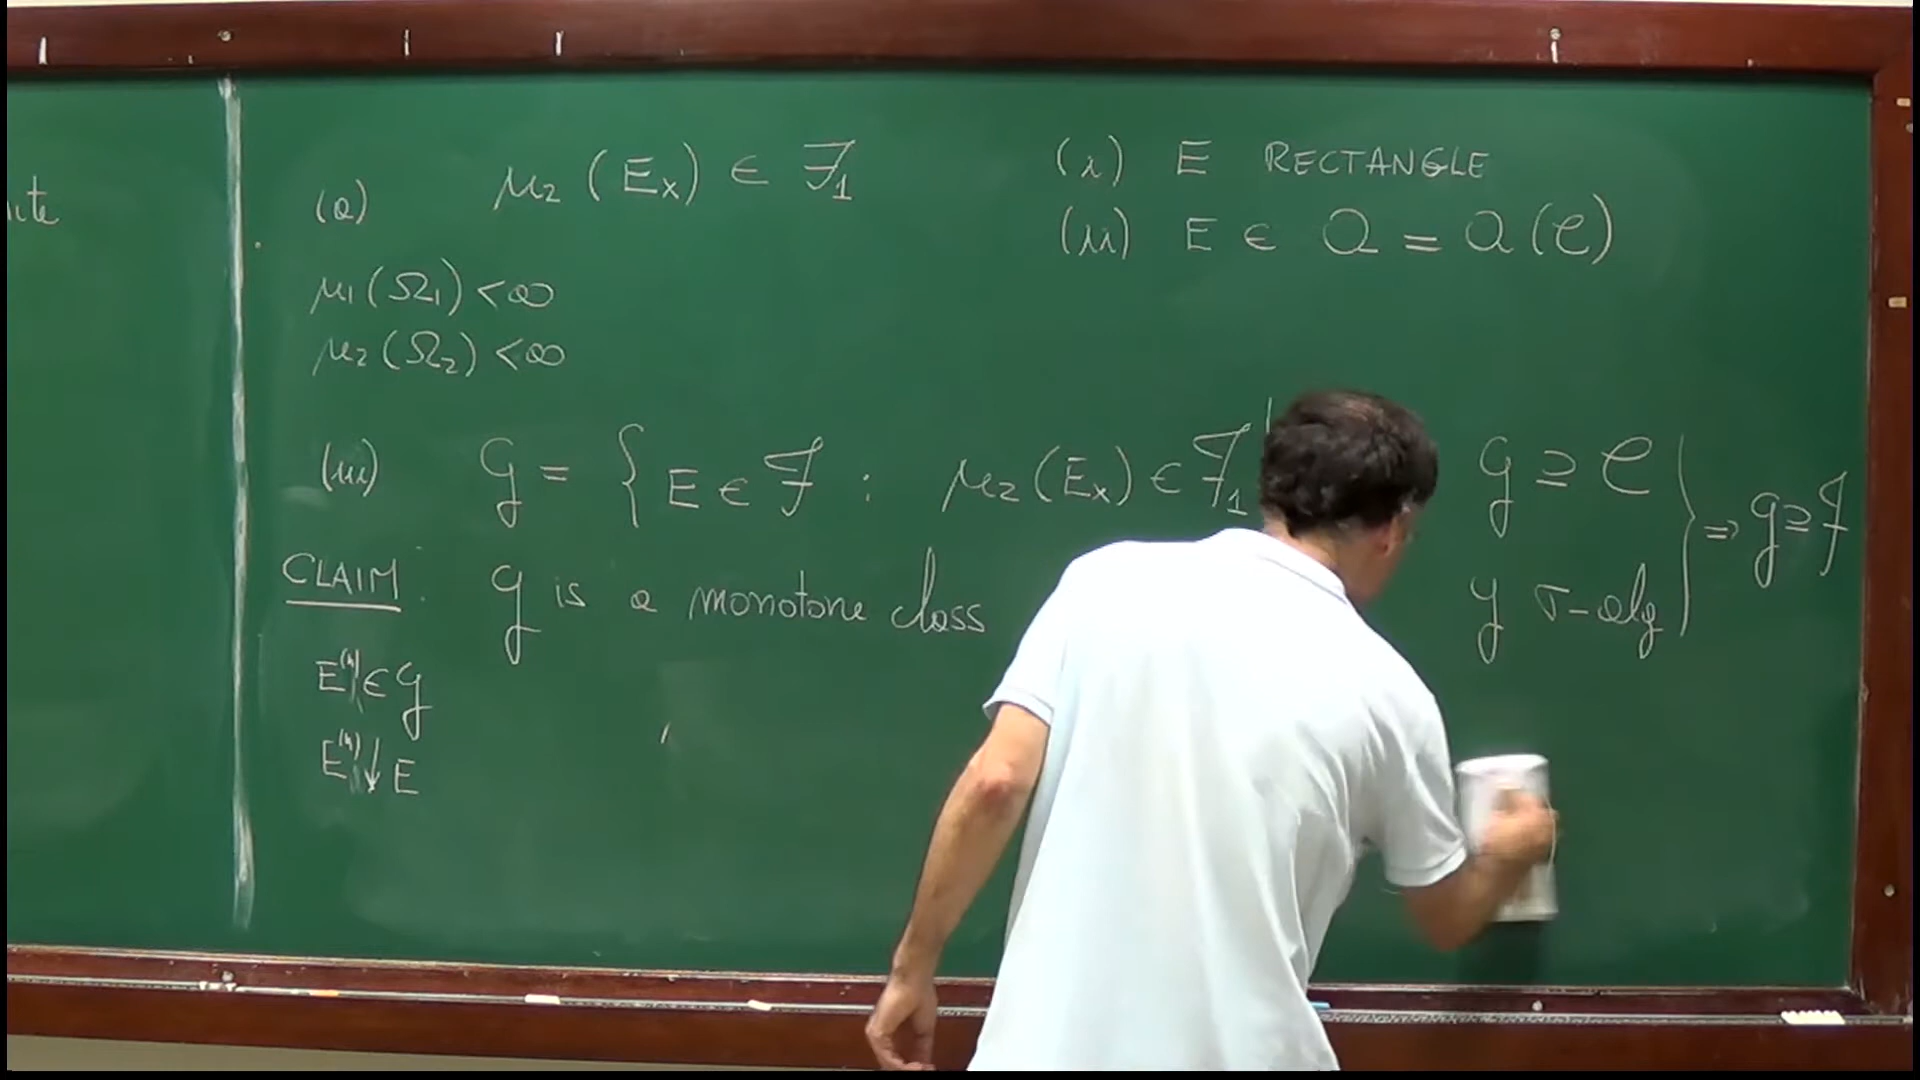 ite
(a) μ₂(Eₓ) ∈ ℱ₁
(i) E RECTANGLE
(ii) E ∈ 𝒜 = 𝒜(𝒞)
μ₁(Ω₁) < ∞
μ₂(Ω₂) < ∞
(iii) 𝒢 = { E ∈ ℱ : μ₂(Eₓ) ∈ ℱ₁
𝒢 ⊇ 𝒞
𝒢 σ-alg } ⇒ 𝒢 ⊇ ℱ
CLAIM: 𝒢 is a monotone class
E⁽ⁿ⁾ ∈ 𝒢
E⁽ⁿ⁾ ↓ E